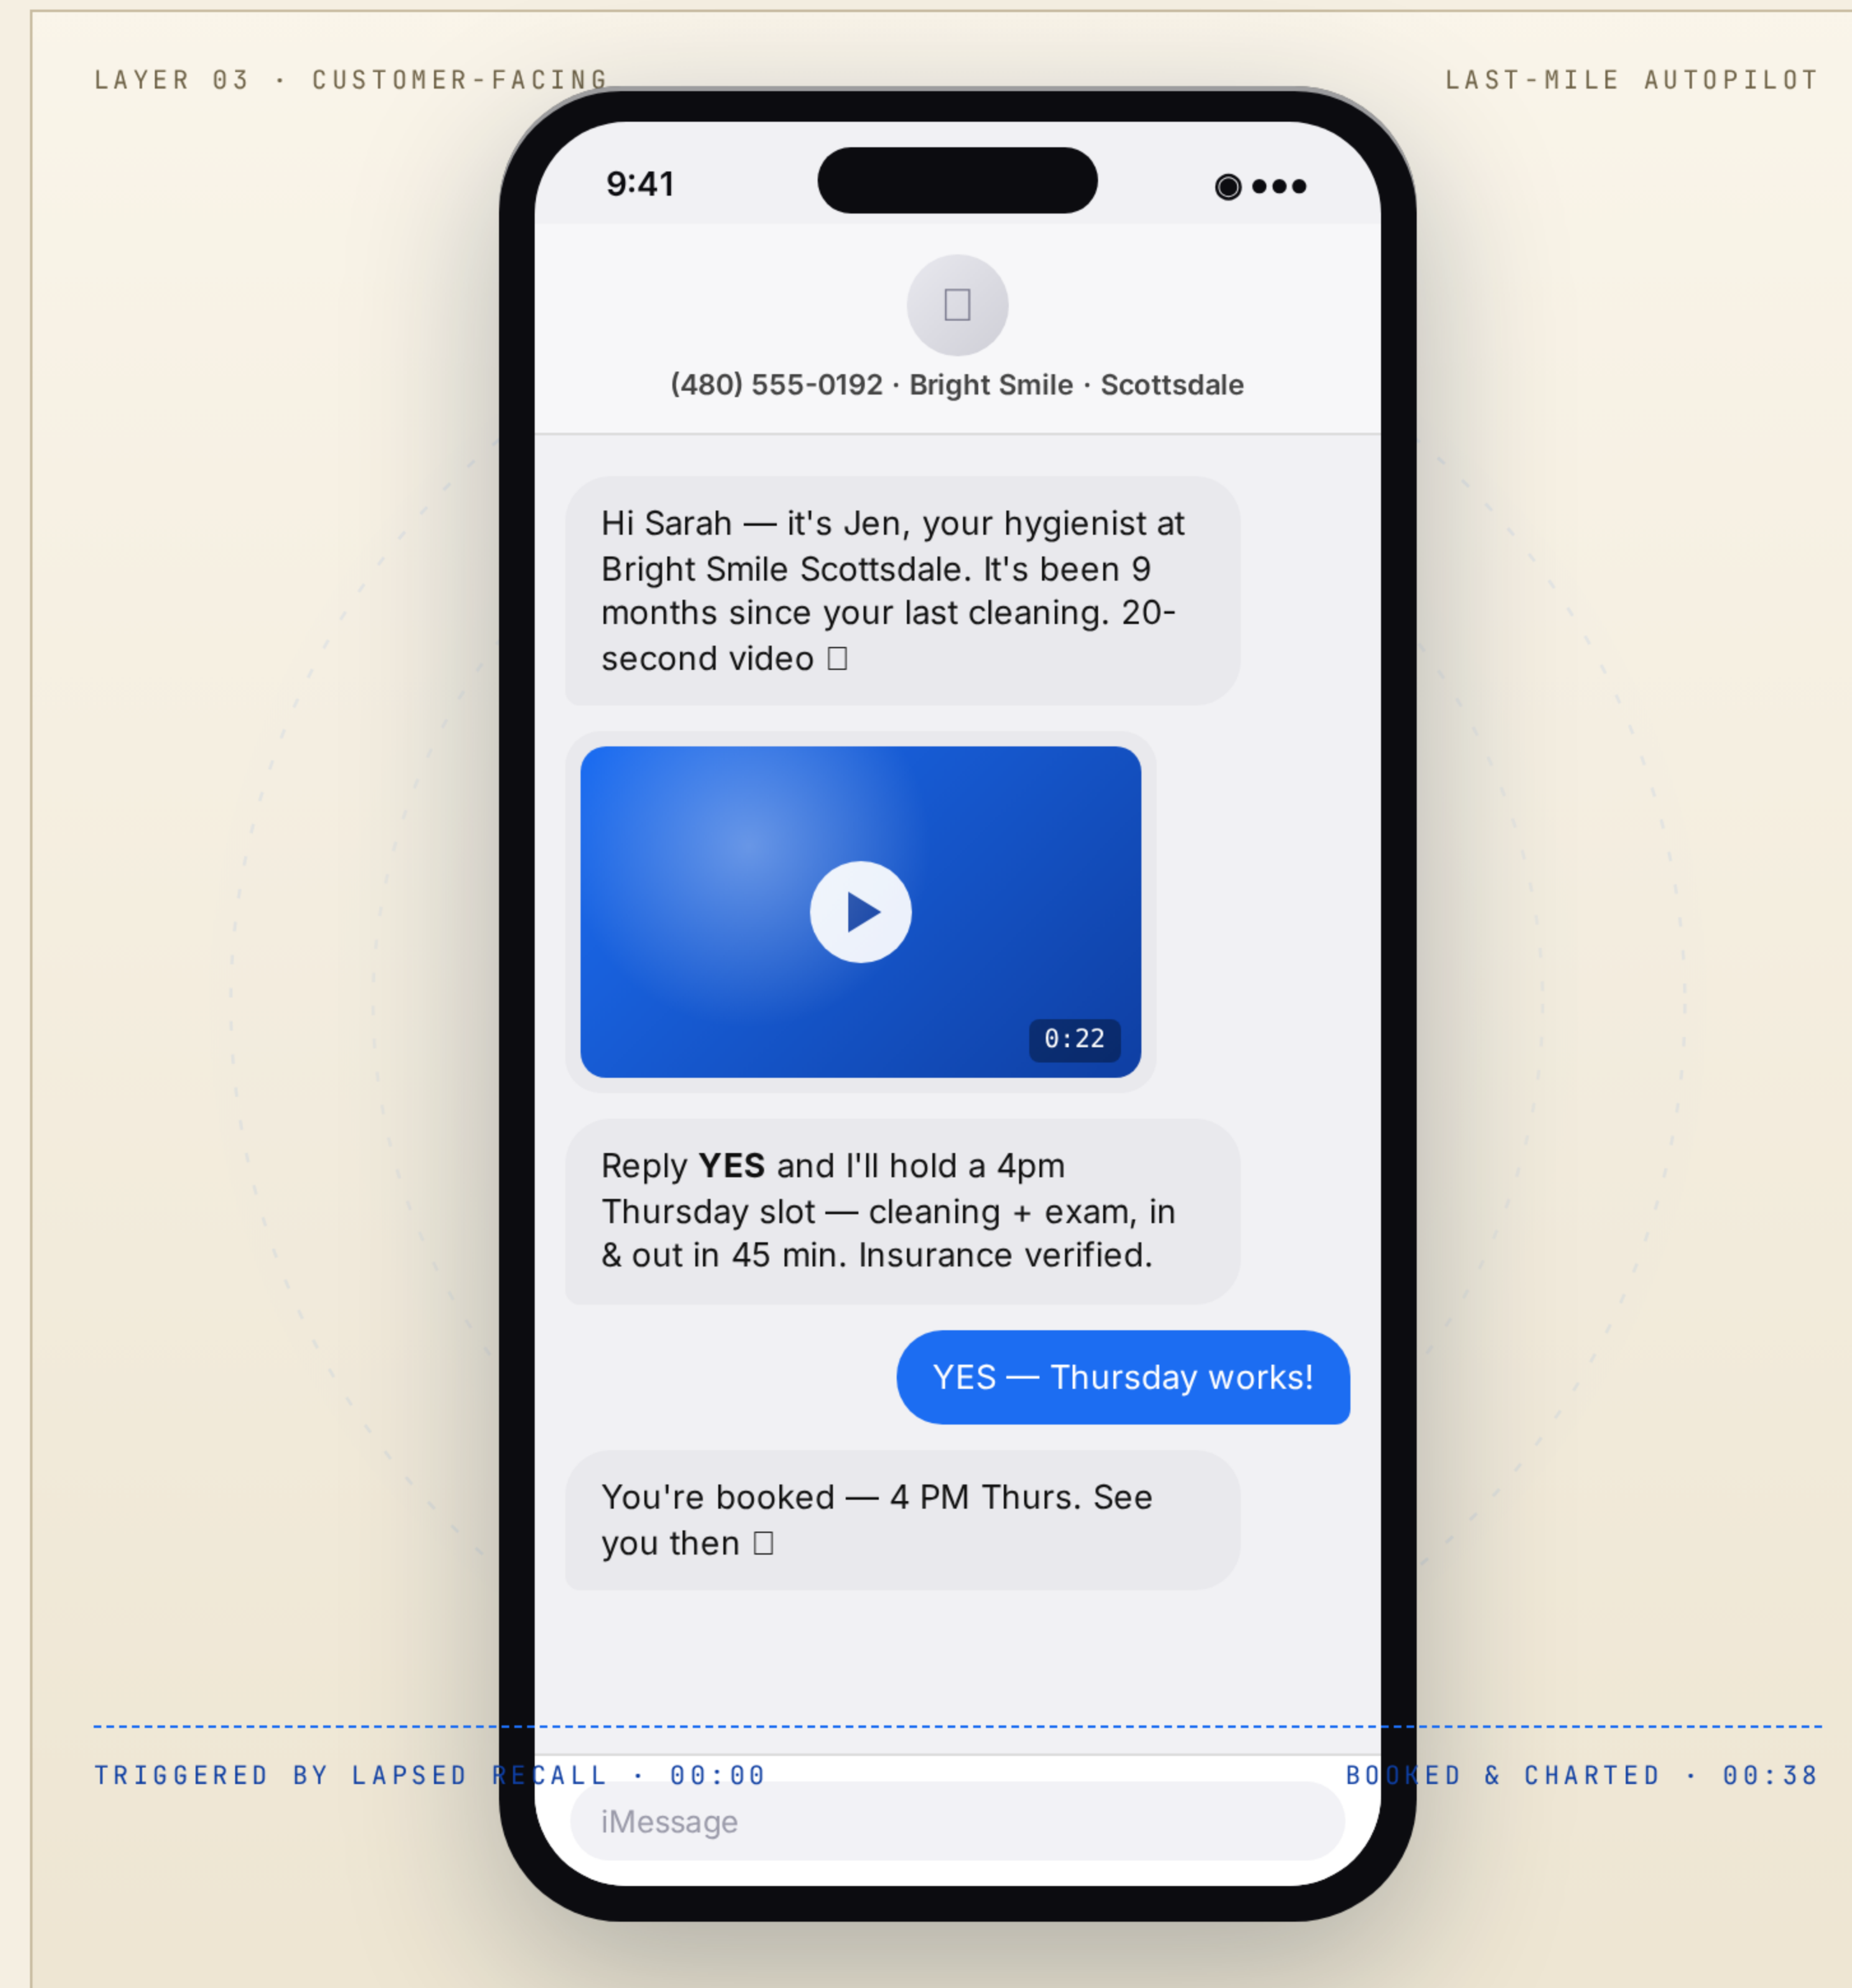 LAYER 03 · CUSTOMER-FACING
LAST-MILE AUTOPILOT
9:41
(480) 555-0192 · Bright Smile · Scottsdale
Hi Sarah — it's Jen, your hygienist at
Bright Smile Scottsdale. It's been 9
months since your last cleaning. 20-
second video
0:22
Reply YES and I'll hold a 4pm
Thursday slot — cleaning + exam, in
& out in 45 min. Insurance verified.
YES — Thursday works!
You're booked — 4 PM Thurs. See
you then
TRIGGERED BY LAPSED RECALL · 00:00
BOOKED & CHARTED · 00:38
iMessage